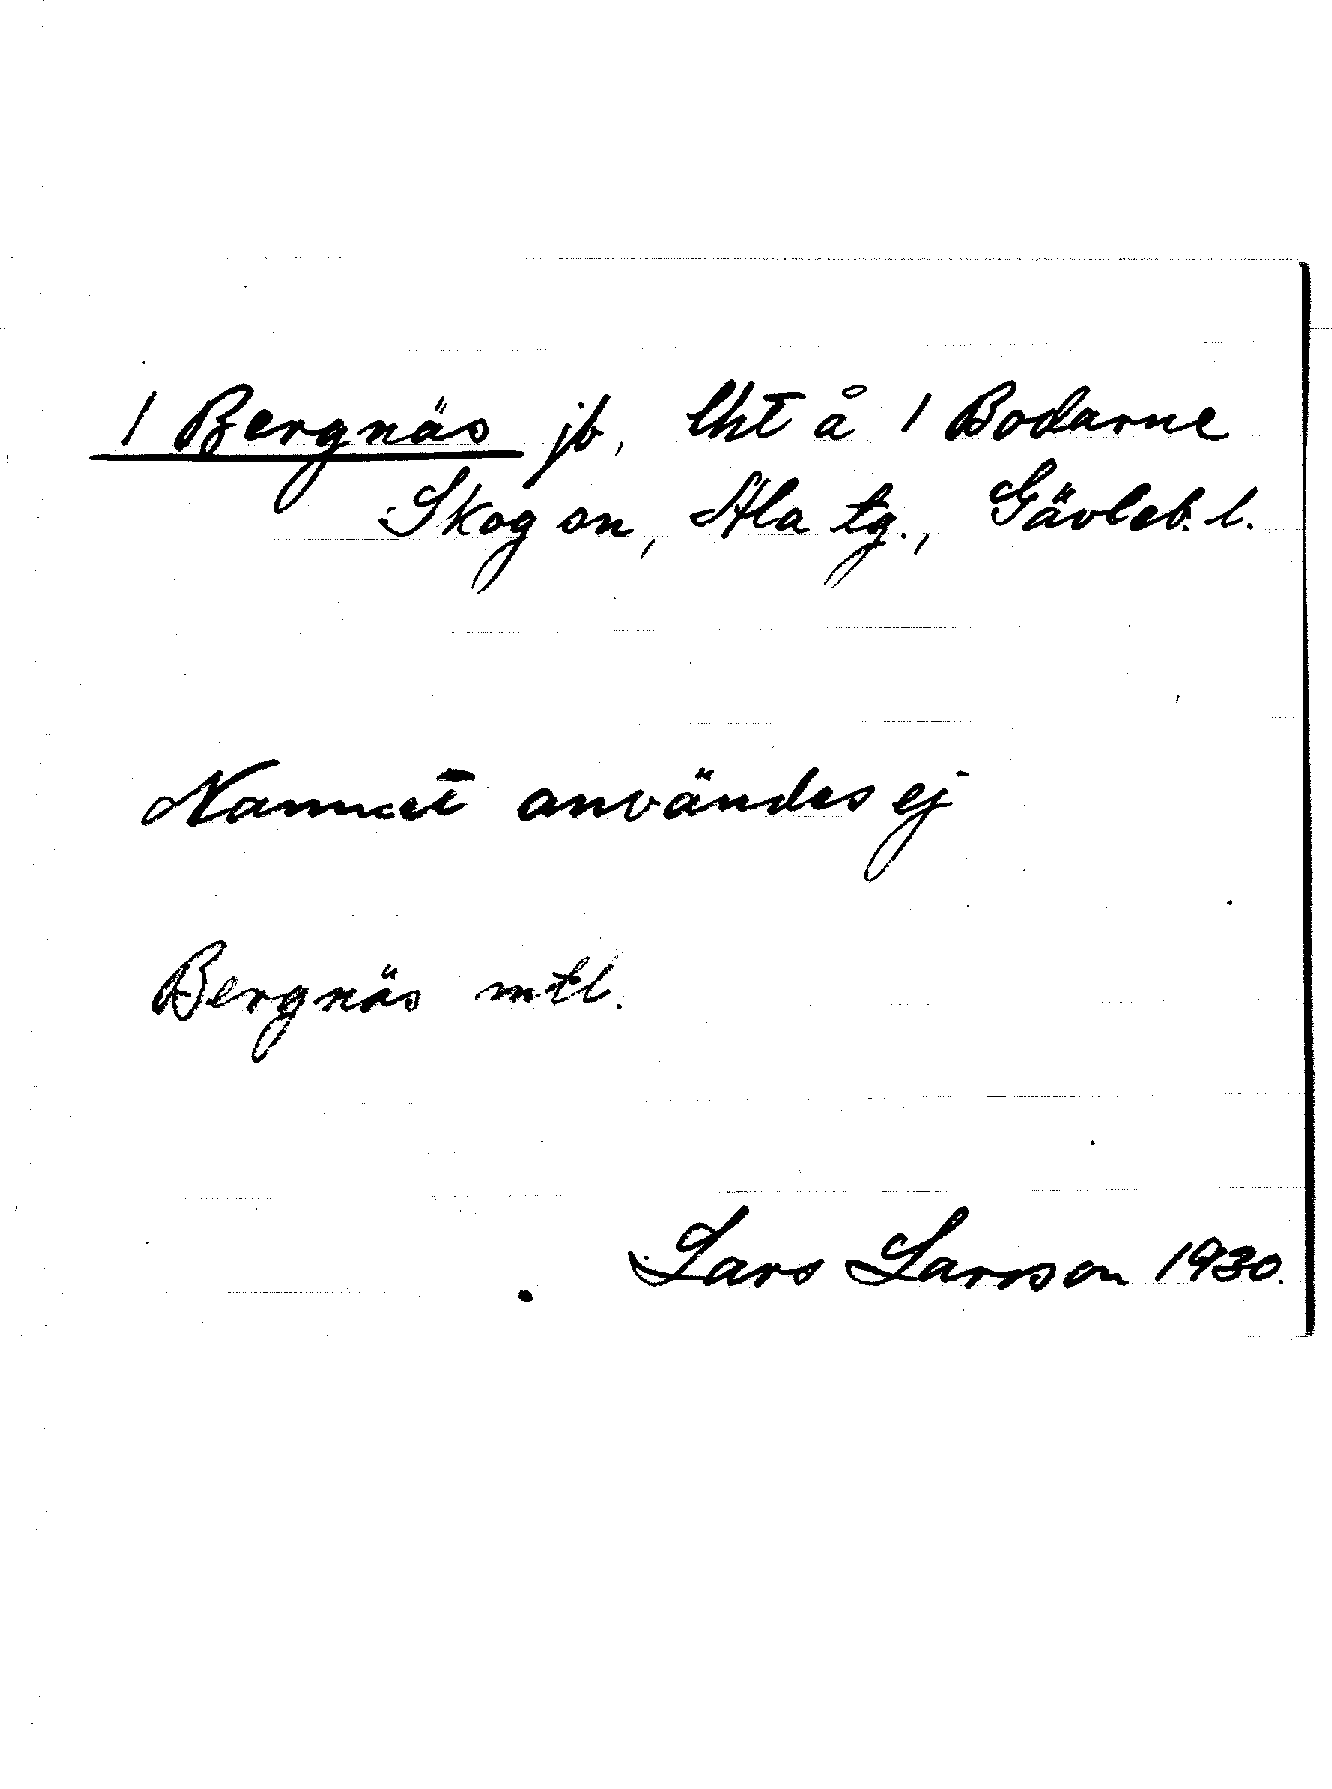 1 Bergnäs jb, lht å 1 Bodarne
Skog sn, Ala tg., Gävleb. l.
Namnet användes ej
Bergnäs mtl.
Lars Larsson 1930.